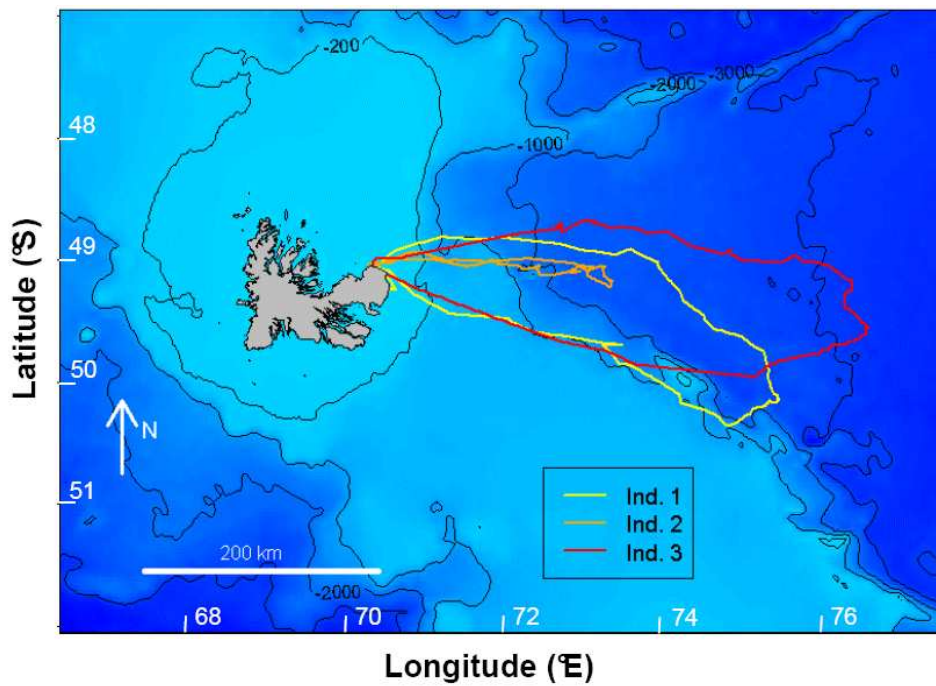 -200
-3000
-2000
48
-1000
49
Latitude (°S)
50
N
51
Ind. 1
Ind. 2
Ind. 3
200 km
-2000
68
70
72
74
76
Longitude (°E)